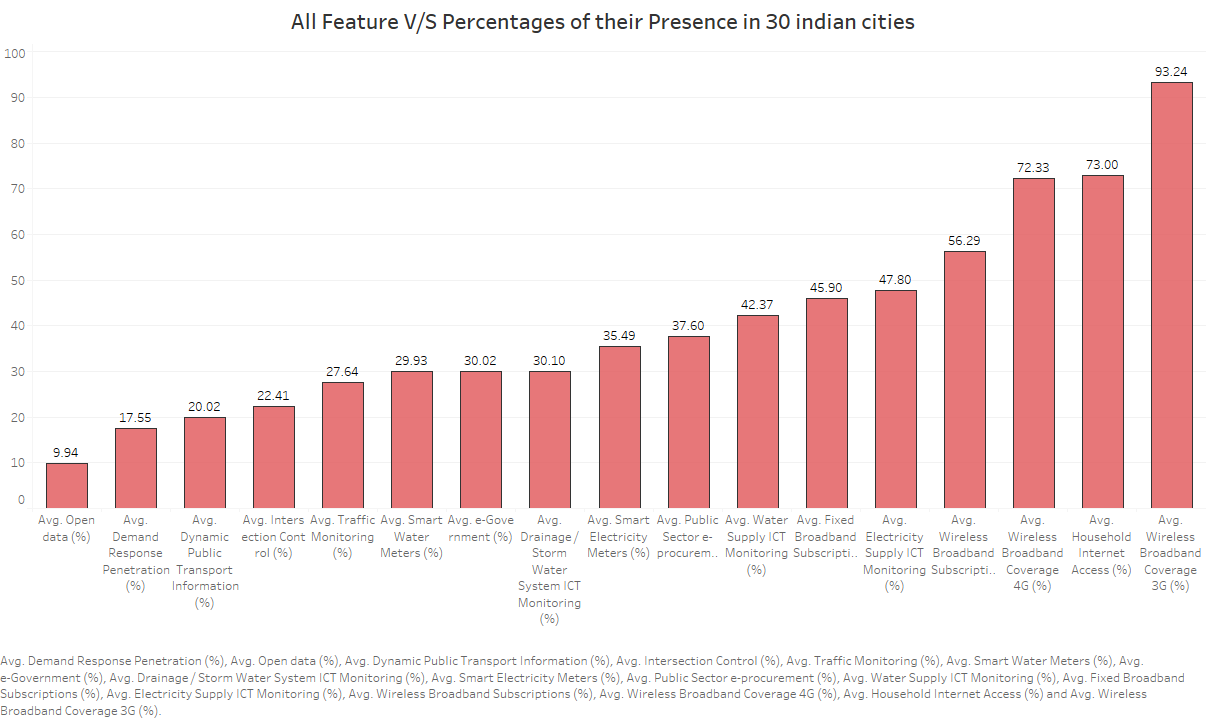 All Feature V/S Percentages of their Presence in 30 indian cities
100
90
80
70
60
50
40
30
20
10
0
9.94
17.55
20.02
22.41
27.64
29.93
30.02
30.10
35.49
37.60
42.37
45.90
47.80
56.29
72.33
73.00
93.24
Avg. Open
data (%)
Avg.
Demand
Response
Penetration
(%)
Avg.
Dynamic
Public
Transport
Information
(%)
Avg. Inters
ection Cont
rol (%)
Avg. Traffic
Monitoring
(%)
Avg. Smart
Water
Meters (%)
Avg. e-Gove
rnment (%)
Avg.
Drainage / 
Storm
Water
System ICT
Monitoring
(%)
Avg. Smart
Electricity
Meters (%)
Avg. Public
Sector e-
procurem..
Avg. Water
Supply ICT
Monitoring
(%)
Avg. Fixed
Broadband
Subscripti..
Avg.
Electricity
Supply ICT
Monitoring
(%)
Avg.
Wireless
Broadband
Subscripti..
Avg.
Wireless
Broadband
Coverage
4G (%)
Avg.
Household
Internet
Access (%)
Avg.
Wireless
Broadband
Coverage
3G (%)
Avg. Demand Response Penetration (%), Avg. Open data (%), Avg. Dynamic Public Transport Information (%), Avg. Intersection Control (%), Avg. Traffic Monitoring (%), Avg. Smart Water Meters (%), Avg.
e-Government (%), Avg. Drainage / Storm Water System ICT Monitoring (%), Avg. Smart Electricity Meters (%), Avg. Public Sector e-procurement (%), Avg. Water Supply ICT Monitoring (%), Avg. Fixed Broadband
Subscriptions (%), Avg. Electricity Supply ICT Monitoring (%), Avg. Wireless Broadband Subscriptions (%), Avg. Wireless Broadband Coverage 4G (%), Avg. Household Internet Access (%) and Avg. Wireless
Broadband Coverage 3G (%).